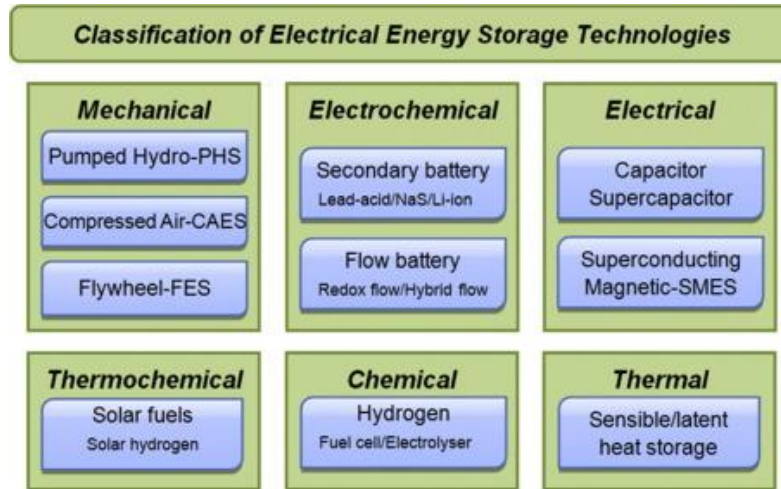 Classification of Electrical Energy Storage Technologies
Mechanical
Pumped Hydro-PHS
Compressed Air-CAES
Flywheel-FES
Electrochemical
Secondary battery
Lead-acid/NaS/Li-ion
Flow battery
Redox flow/Hybrid flow
Electrical
Capacitor
Supercapacitor
Superconducting
Magnetic-SMES
Thermochemical
Solar fuels
Solar hydrogen
Chemical
Hydrogen
Fuel cell/Electrolyser
Thermal
Sensible/latent
heat storage